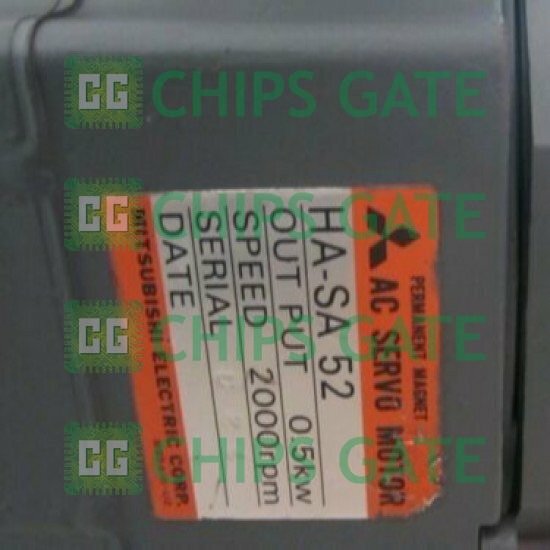 PERMANENT MAGNET
AC SERVO MOTOR
HA-SA 52
OUT PUT 0.5kw
SPEED 2000rpm
SERIAL
DATE
MITSUBISHI ELECTRIC CORP.
CG CHIPS GATE
CG CHIPS GATE
CG CHIPS GATE
CG CHIPS GATE